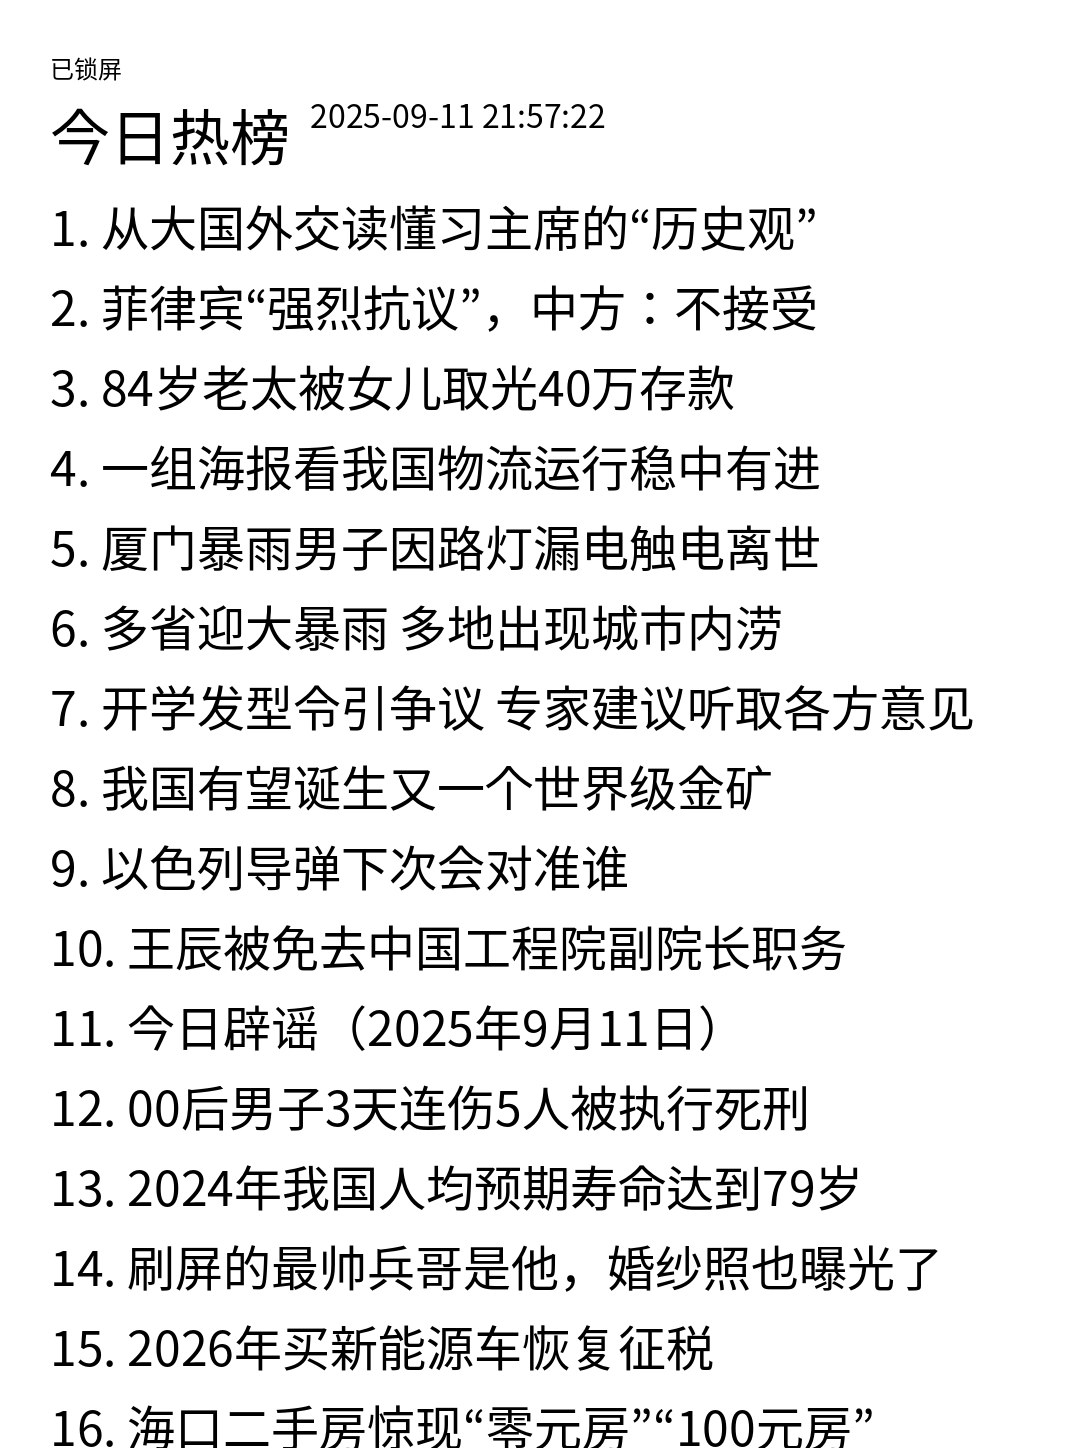 已锁屏
今日热榜 2025-09-11 21:57:22
1. 从大国外交读懂习主席的“历史观”
2. 菲律宾“强烈抗议”，中方：不接受
3. 84岁老太被女儿取光40万存款
4. 一组海报看我国物流运行稳中有进
5. 厦门暴雨男子因路灯漏电触电离世
6. 多省迎大暴雨 多地出现城市内涝
7. 开学发型令引争议 专家建议听取各方意见
8. 我国有望诞生又一个世界级金矿
9. 以色列导弹下次会对准谁
10. 王辰被免去中国工程院副院长职务
11. 今日辟谣（2025年9月11日）
12. 00后男子3天连伤5人被执行死刑
13. 2024年我国人均预期寿命达到79岁
14. 刷屏的最帅兵哥是他，婚纱照也曝光了
15. 2026年买新能源车恢复征税
16. 海口二手房惊现“零元房”“100元房”